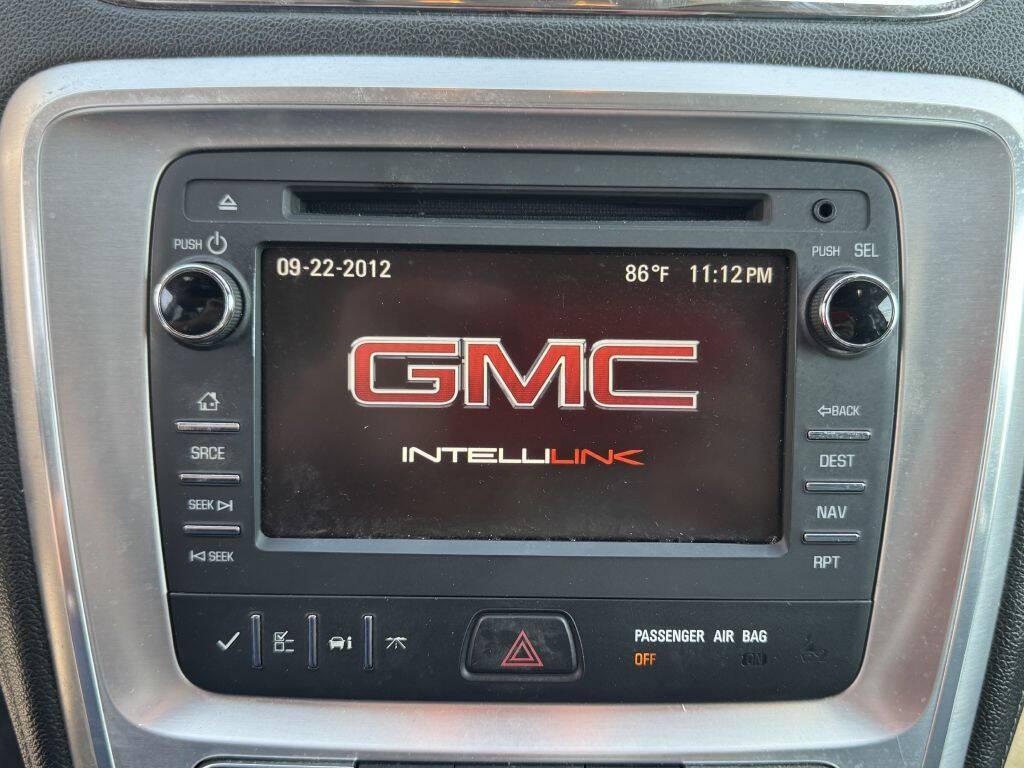 PUSH
PUSH SEL
09-22-2012 86°F 11:12 PM
GMC
INTELLILINK
BACK
SRCE
DEST
SEEK
NAV
SEEK
RPT
PASSENGER AIR BAG
OFF ON